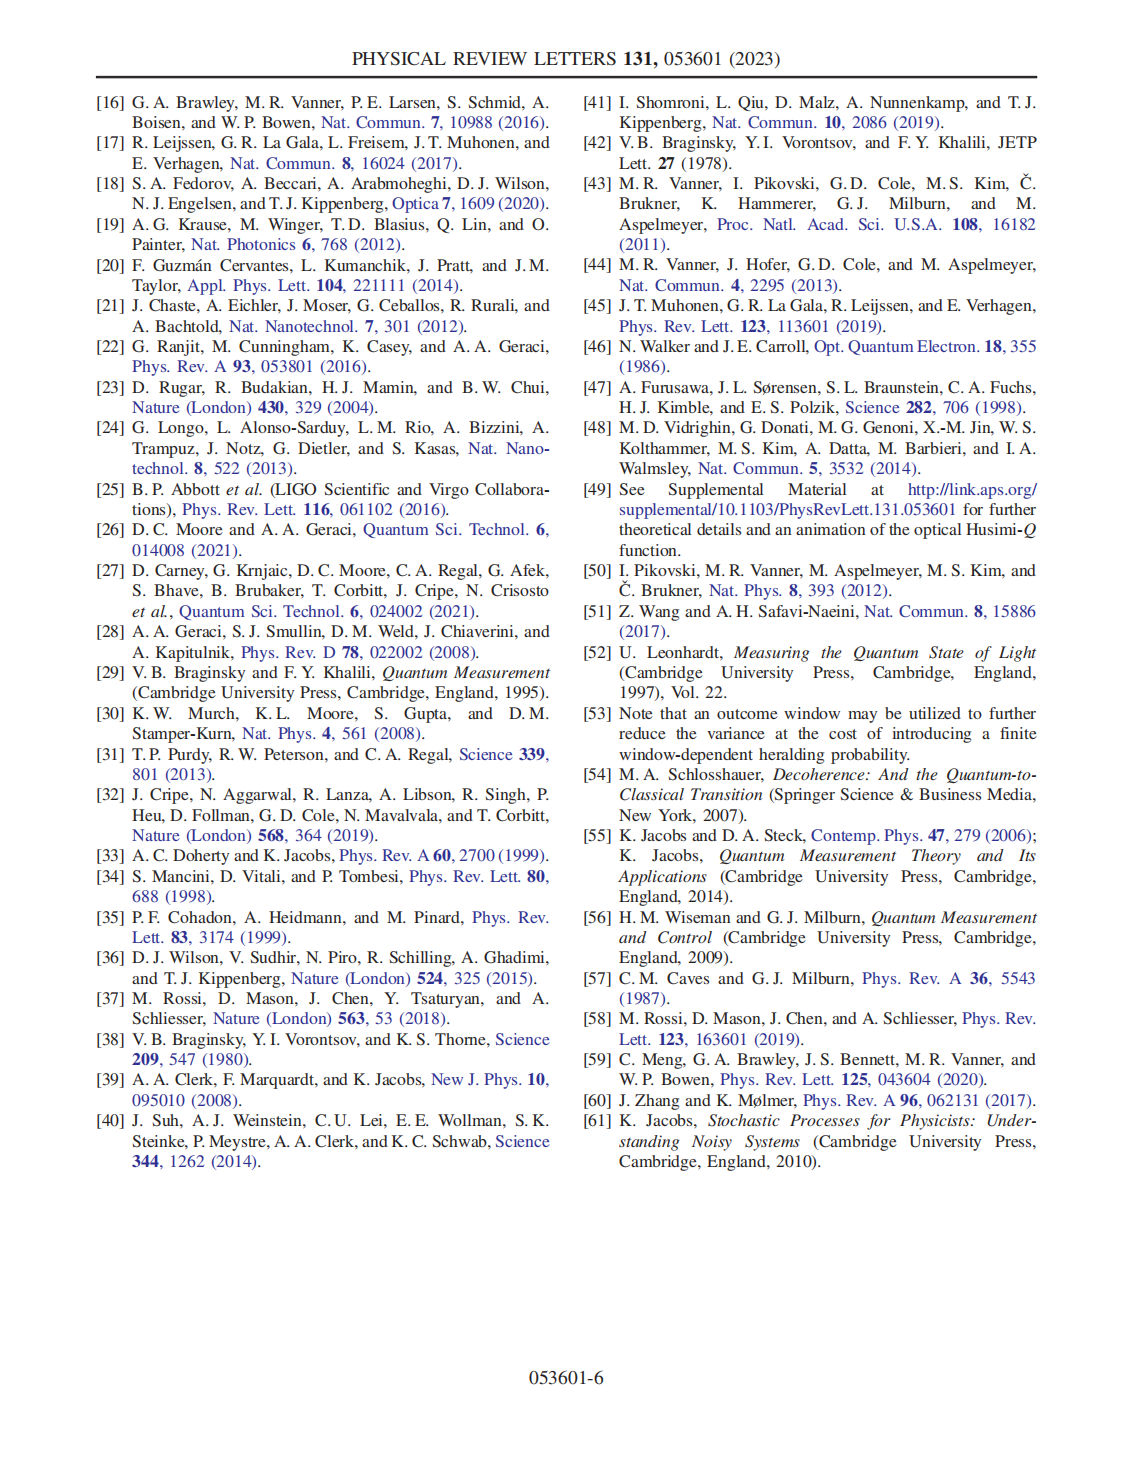 PHYSICAL REVIEW LETTERS 131, 053601 (2023)
[16] G. A. Brawley, M. R. Vanner, P. E. Larsen, S. Schmid, A.
Boisen, and W. P. Bowen, Nat. Commun. 7, 10988 (2016).
[17] R. Leijssen, G. R. La Gala, L. Freisem, J. T. Muhonen, and
E. Verhagen, Nat. Commun. 8, 16024 (2017).
[18] S. A. Fedorov, A. Beccari, A. Arabmoheghi, D. J. Wilson,
N. J. Engelsen, and T. J. Kippenberg, Optica 7, 1609 (2020).
[19] A. G. Krause, M. Winger, T. D. Blasius, Q. Lin, and O.
Painter, Nat. Photonics 6, 768 (2012).
[20] F. Guzmán Cervantes, L. Kumanchik, J. Pratt, and J. M.
Taylor, Appl. Phys. Lett. 104, 221111 (2014).
[21] J. Chaste, A. Eichler, J. Moser, G. Ceballos, R. Rurali, and
A. Bachtold, Nat. Nanotechnol. 7, 301 (2012).
[22] G. Ranjit, M. Cunningham, K. Casey, and A. A. Geraci,
Phys. Rev. A 93, 053801 (2016).
[23] D. Rugar, R. Budakian, H. J. Mamin, and B. W. Chui,
Nature (London) 430, 329 (2004).
[24] G. Longo, L. Alonso-Sarduy, L. M. Rio, A. Bizzini, A.
Trampuz, J. Notz, G. Dietler, and S. Kasas, Nat. Nano-
technol. 8, 522 (2013).
[25] B. P. Abbott et al. (LIGO Scientific and Virgo Collabora-
tions), Phys. Rev. Lett. 116, 061102 (2016).
[26] D. C. Moore and A. A. Geraci, Quantum Sci. Technol. 6,
014008 (2021).
[27] D. Carney, G. Krnjaic, D. C. Moore, C. A. Regal, G. Afek,
S. Bhave, B. Brubaker, T. Corbitt, J. Cripe, N. Crisosto
et al., Quantum Sci. Technol. 6, 024002 (2021).
[28] A. A. Geraci, S. J. Smullin, D. M. Weld, J. Chiaverini, and
A. Kapitulnik, Phys. Rev. D 78, 022002 (2008).
[29] V. B. Braginsky and F. Y. Khalili, Quantum Measurement
(Cambridge University Press, Cambridge, England, 1995).
[30] K. W. Murch, K. L. Moore, S. Gupta, and D. M.
Stamper-Kurn, Nat. Phys. 4, 561 (2008).
[31] T. P. Purdy, R. W. Peterson, and C. A. Regal, Science 339,
801 (2013).
[32] J. Cripe, N. Aggarwal, R. Lanza, A. Libson, R. Singh, P.
Heu, D. Follman, G. D. Cole, N. Mavalvala, and T. Corbitt,
Nature (London) 568, 364 (2019).
[33] A. C. Doherty and K. Jacobs, Phys. Rev. A 60, 2700 (1999).
[34] S. Mancini, D. Vitali, and P. Tombesi, Phys. Rev. Lett. 80,
688 (1998).
[35] P. F. Cohadon, A. Heidmann, and M. Pinard, Phys. Rev.
Lett. 83, 3174 (1999).
[36] D. J. Wilson, V. Sudhir, N. Piro, R. Schilling, A. Ghadimi,
and T. J. Kippenberg, Nature (London) 524, 325 (2015).
[37] M. Rossi, D. Mason, J. Chen, Y. Tsaturyan, and A.
Schliesser, Nature (London) 563, 53 (2018).
[38] V. B. Braginsky, Y. I. Vorontsov, and K. S. Thorne, Science
209, 547 (1980).
[39] A. A. Clerk, F. Marquardt, and K. Jacobs, New J. Phys. 10,
095010 (2008).
[40] J. Suh, A. J. Weinstein, C. U. Lei, E. E. Wollman, S. K.
Steinke, P. Meystre, A. A. Clerk, and K. C. Schwab, Science
344, 1262 (2014).
[41] I. Shomroni, L. Qiu, D. Malz, A. Nunnenkamp, and T. J.
Kippenberg, Nat. Commun. 10, 2086 (2019).
[42] V. B. Braginsky, Y. I. Vorontsov, and F. Y. Khalili, JETP
Lett. 27 (1978).
[43] M. R. Vanner, I. Pikovski, G. D. Cole, M. S. Kim, Č.
Brukner, K. Hammerer, G. J. Milburn, and M.
Aspelmeyer, Proc. Natl. Acad. Sci. U.S.A. 108, 16182
(2011).
[44] M. R. Vanner, J. Hofer, G. D. Cole, and M. Aspelmeyer,
Nat. Commun. 4, 2295 (2013).
[45] J. T. Muhonen, G. R. La Gala, R. Leijssen, and E. Verhagen,
Phys. Rev. Lett. 123, 113601 (2019).
[46] N. Walker and J. E. Carroll, Opt. Quantum Electron. 18, 355
(1986).
[47] A. Furusawa, J. L. Sørensen, S. L. Braunstein, C. A. Fuchs,
H. J. Kimble, and E. S. Polzik, Science 282, 706 (1998).
[48] M. D. Vidrighin, G. Donati, M. G. Genoni, X.-M. Jin, W. S.
Kolthammer, M. S. Kim, A. Datta, M. Barbieri, and I. A.
Walmsley, Nat. Commun. 5, 3532 (2014).
[49] See Supplemental Material at http://link.aps.org/
supplemental/10.1103/PhysRevLett.131.053601 for further
theoretical details and an animation of the optical Husimi-Q
function.
[50] I. Pikovski, M. R. Vanner, M. Aspelmeyer, M. S. Kim, and
Č. Brukner, Nat. Phys. 8, 393 (2012).
[51] Z. Wang and A. H. Safavi-Naeini, Nat. Commun. 8, 15886
(2017).
[52] U. Leonhardt, Measuring the Quantum State of Light
(Cambridge University Press, Cambridge, England,
1997), Vol. 22.
[53] Note that an outcome window may be utilized to further
reduce the variance at the cost of introducing a finite
window-dependent heralding probability.
[54] M. A. Schlosshauer, Decoherence: And the Quantum-to-
Classical Transition (Springer Science & Business Media,
New York, 2007).
[55] K. Jacobs and D. A. Steck, Contemp. Phys. 47, 279 (2006);
K. Jacobs, Quantum Measurement Theory and Its
Applications (Cambridge University Press, Cambridge,
England, 2014).
[56] H. M. Wiseman and G. J. Milburn, Quantum Measurement
and Control (Cambridge University Press, Cambridge,
England, 2009).
[57] C. M. Caves and G. J. Milburn, Phys. Rev. A 36, 5543
(1987).
[58] M. Rossi, D. Mason, J. Chen, and A. Schliesser, Phys. Rev.
Lett. 123, 163601 (2019).
[59] C. Meng, G. A. Brawley, J. S. Bennett, M. R. Vanner, and
W. P. Bowen, Phys. Rev. Lett. 125, 043604 (2020).
[60] J. Zhang and K. Mølmer, Phys. Rev. A 96, 062131 (2017).
[61] K. Jacobs, Stochastic Processes for Physicists: Under-
standing Noisy Systems (Cambridge University Press,
Cambridge, England, 2010).
053601-6